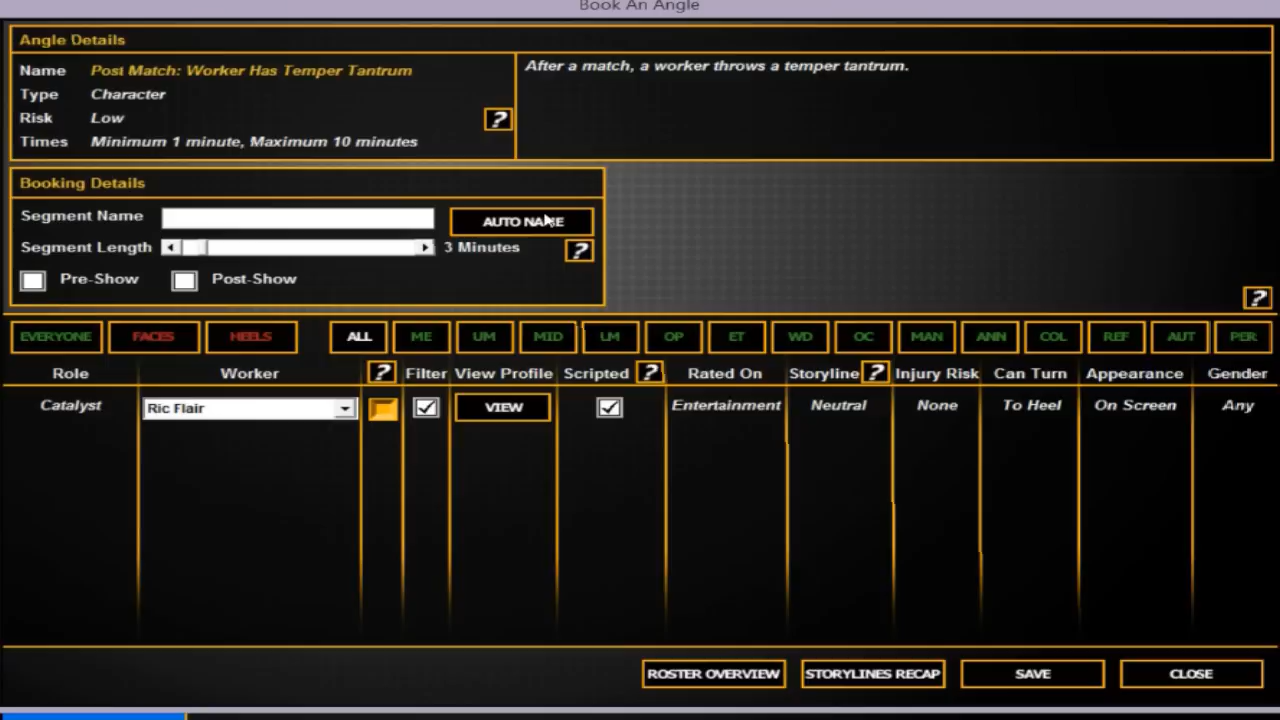 Book An Angle
Angle Details
Name Post Match: Worker Has Temper Tantrum
Type Character
Risk Low
?
Times Minimum 1 minute, Maximum 10 minutes
After a match, a worker throws a temper tantrum.
Booking Details
Segment Name
AUTO NAME
Segment Length 3 Minutes ?
Pre-Show Post-Show
?
EVERYONE FACES HEELS ALL ME UM MID LM OP ET WD OC MAN ANN COL REF AUT PER
Role Worker ? Filter View Profile Scripted ? Rated On Storyline ? Injury Risk Can Turn Appearance Gender
Catalyst Ric Flair VIEW Entertainment Neutral None To Heel On Screen Any
ROSTER OVERVIEW STORYLINES RECAP SAVE CLOSE